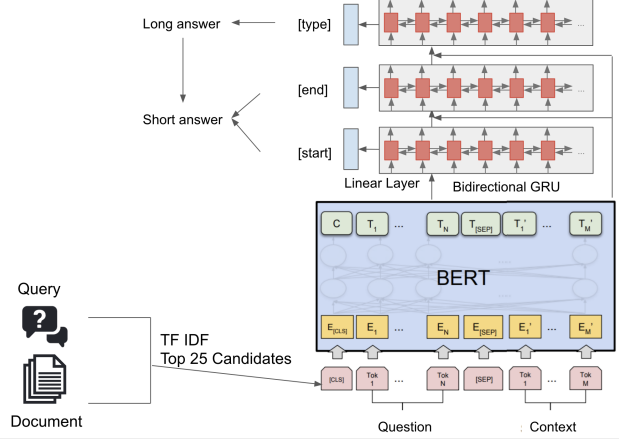 Long answer
[type]
...
[end]
...
Short answer
[start]
...
Linear Layer
Bidirectional GRU
C T1 ... TN T[SEP] T1' ... TM'
BERT
Query
?
E[CLS] E1 ... EN E[SEP] E1' ... EM'
TF IDF
Top 25 Candidates
[CLS] Tok 1 ... Tok N [SEP] Tok 1 ... Tok M
Document
Question
Context